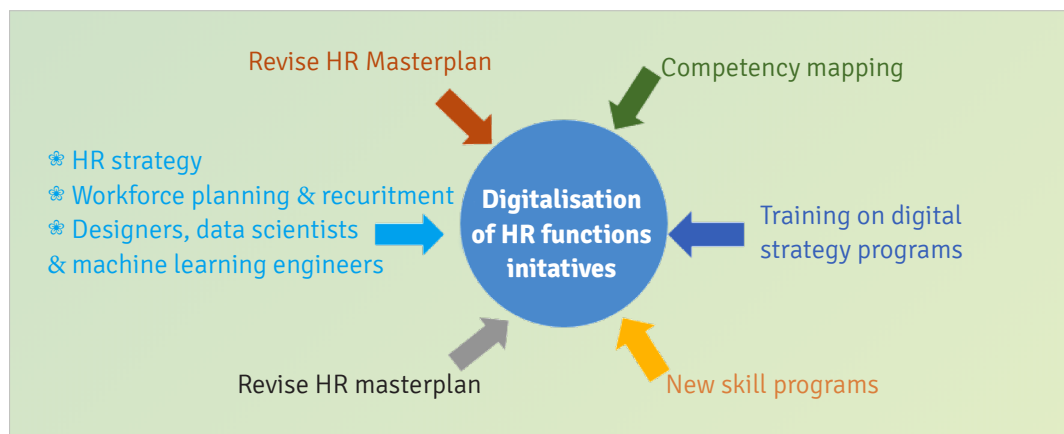 Revise HR Masterplan
Competency mapping
❀ HR strategy
❀ Workforce planning & recuritment
❀ Designers, data scientists
& machine learning engineers
Digitalisation
of HR functions
initatives
Training on digital
strategy programs
Revise HR masterplan
New skill programs